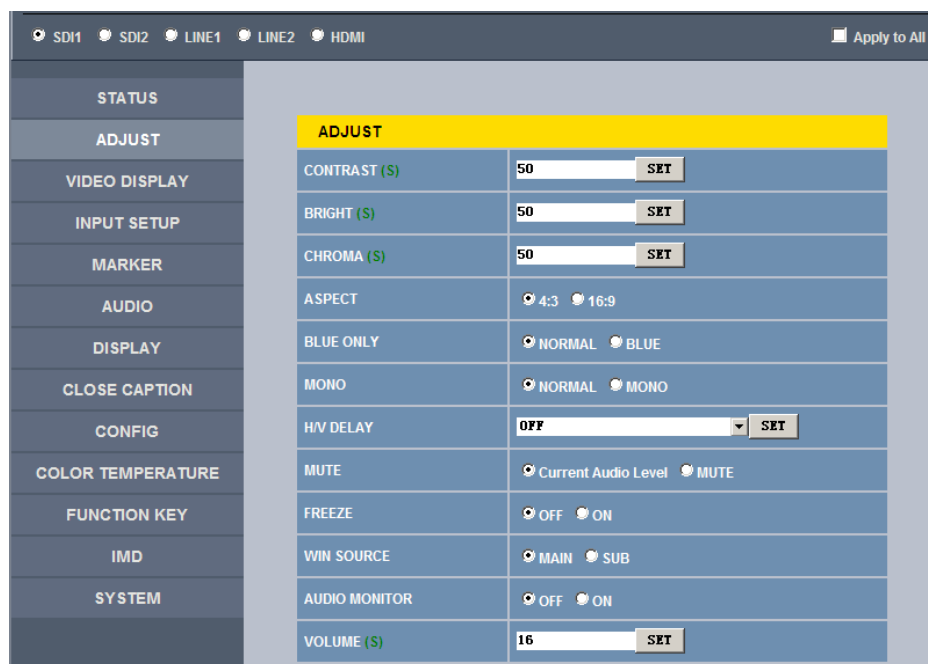 SDI1 SDI2 LINE1 LINE2 HDMI Apply to All
STATUS
ADJUST
VIDEO DISPLAY
INPUT SETUP
MARKER
AUDIO
DISPLAY
CLOSE CAPTION
CONFIG
COLOR TEMPERATURE
FUNCTION KEY
IMD
SYSTEM
ADJUST
CONTRAST (S) 50 SET
BRIGHT (S) 50 SET
CHROMA (S) 50 SET
ASPECT 4:3 16:9
BLUE ONLY NORMAL BLUE
MONO NORMAL MONO
H/V DELAY OFF SET
MUTE Current Audio Level MUTE
FREEZE OFF ON
WIN SOURCE MAIN SUB
AUDIO MONITOR OFF ON
VOLUME (S) 16 SET